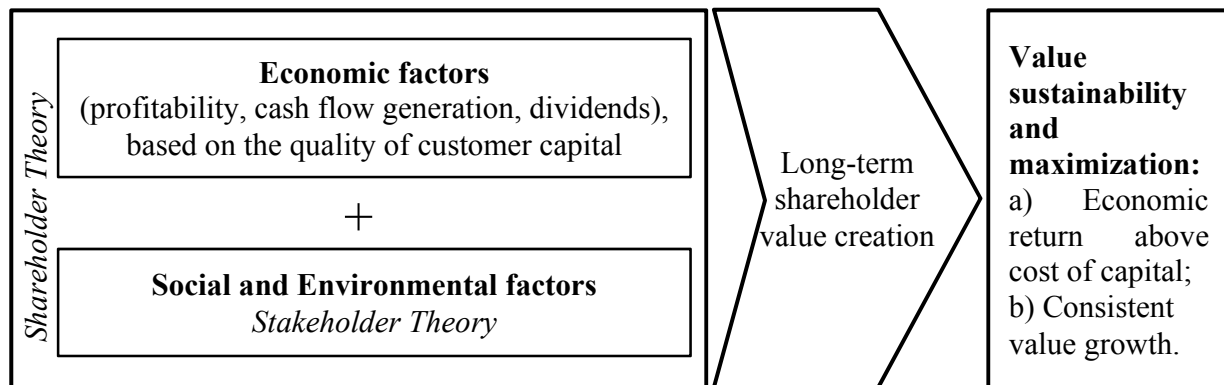 Shareholder Theory
Economic factors
(profitability, cash flow generation, dividends),
based on the quality of customer capital
+
Social and Environmental factors
Stakeholder Theory
Long-term
shareholder
value creation
Value
sustainability
and
maximization:
a) Economic
return above
cost of capital;
b) Consistent
value growth.